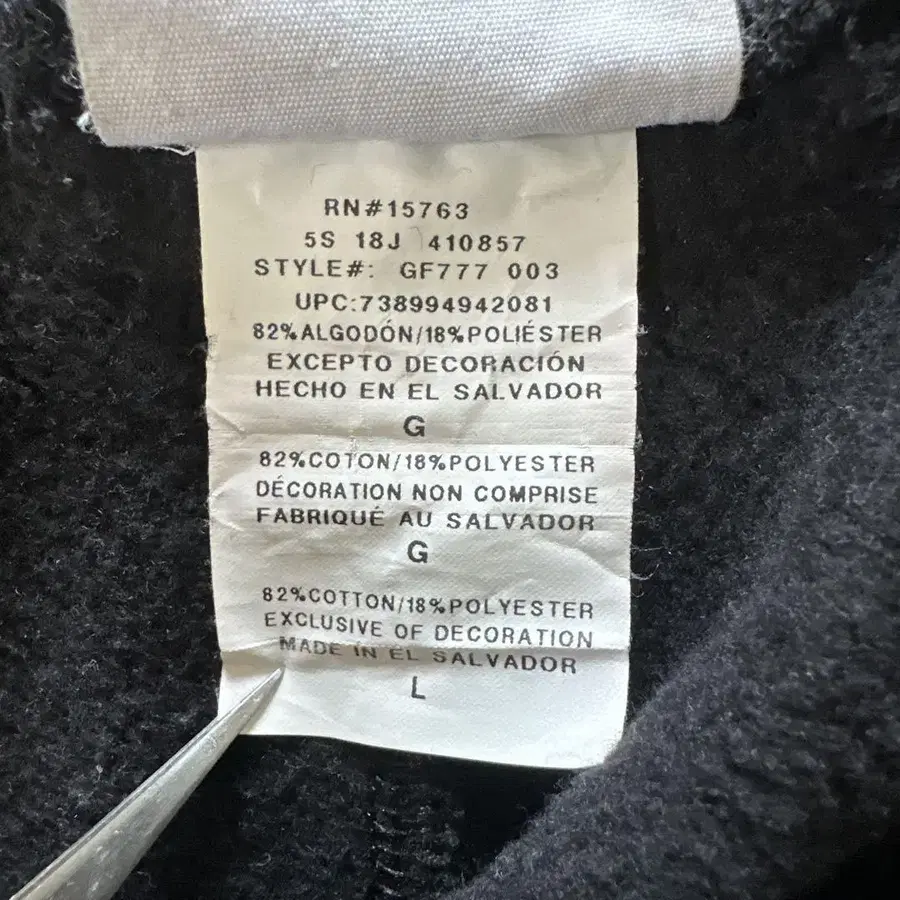 RN#15763
5S 18J 410857
STYLE#: GF777 003
UPC:738994942081
82%ALGODÓN/18%POLIÉSTER
EXCEPTO DECORACIÓN
HECHO EN EL SALVADOR
G
82%COTON/18%POLYESTER
DÉCORATION NON COMPRISE
FABRIQUÉ AU SALVADOR
G
82%COTTON/18%POLYESTER
EXCLUSIVE OF DECORATION
MADE IN EL SALVADOR
L